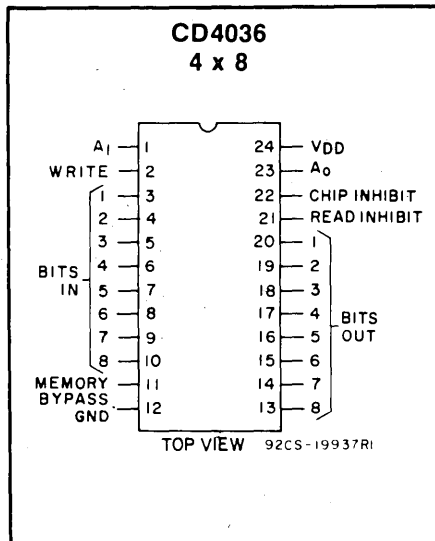 CD4036
4 x 8
A1 1 24 VDD
WRITE 2 23 A0
1 3 22 CHIP INHIBIT
2 4 21 READ INHIBIT
3 5 20 1
4 6 19 2
5 7 18 3
6 8 17 4
7 9 16 5
8 10 15 6
BITS IN
BITS OUT
MEMORY BYPASS 11 14 7
GND 12 13 8
TOP VIEW 92CS-19937R1